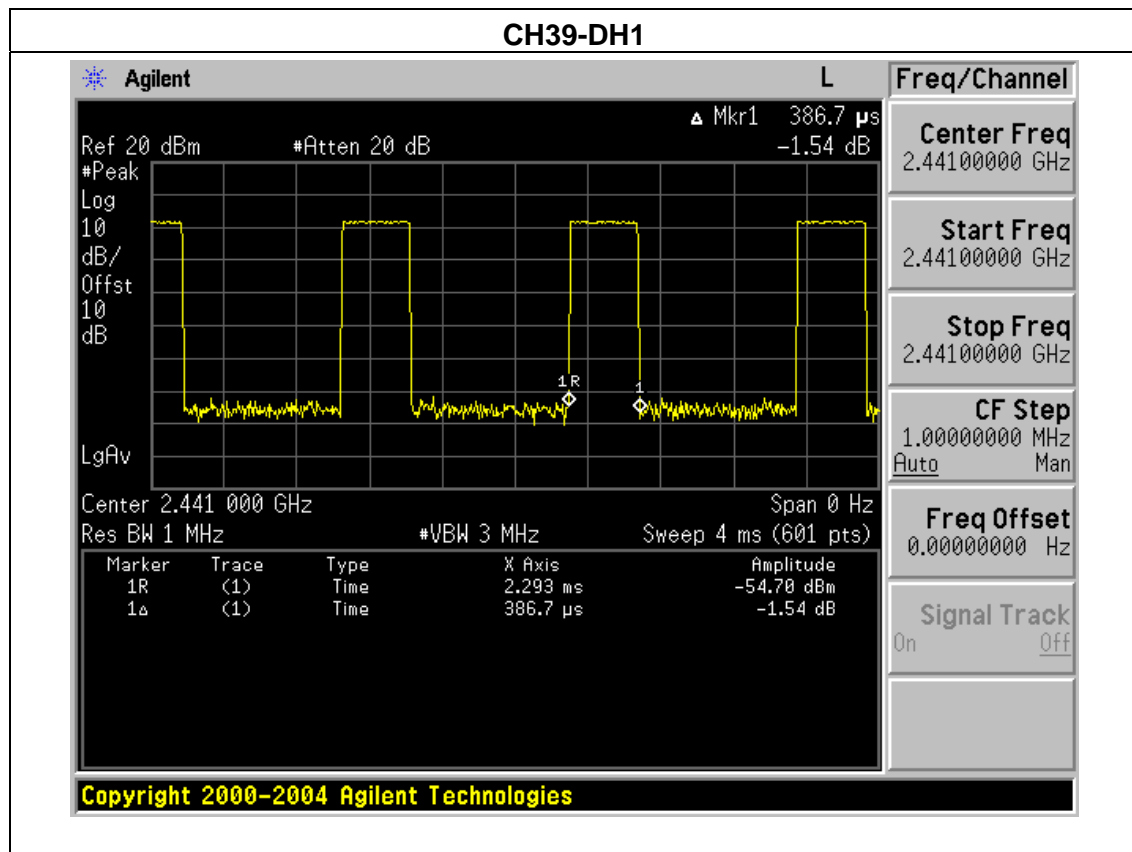 CH39-DH1
Agilent L Freq/Channel
Δ Mkr1 386.7 µs
Ref 20 dBm #Atten 20 dB -1.54 dB
#Peak
Log
10
dB/
Offst
10
dB
1R
1
LgAv
Center 2.441 000 GHz Span 0 Hz
Res BW 1 MHz #VBW 3 MHz Sweep 4 ms (601 pts)
Marker Trace Type X Axis Amplitude
1R (1) Time 2.293 ms -54.70 dBm
1Δ (1) Time 386.7 µs -1.54 dB
Center Freq
2.44100000 GHz
Start Freq
2.44100000 GHz
Stop Freq
2.44100000 GHz
CF Step
1.00000000 MHz
Auto Man
Freq Offset
0.00000000 Hz
Signal Track
On Off
Copyright 2000-2004 Agilent Technologies